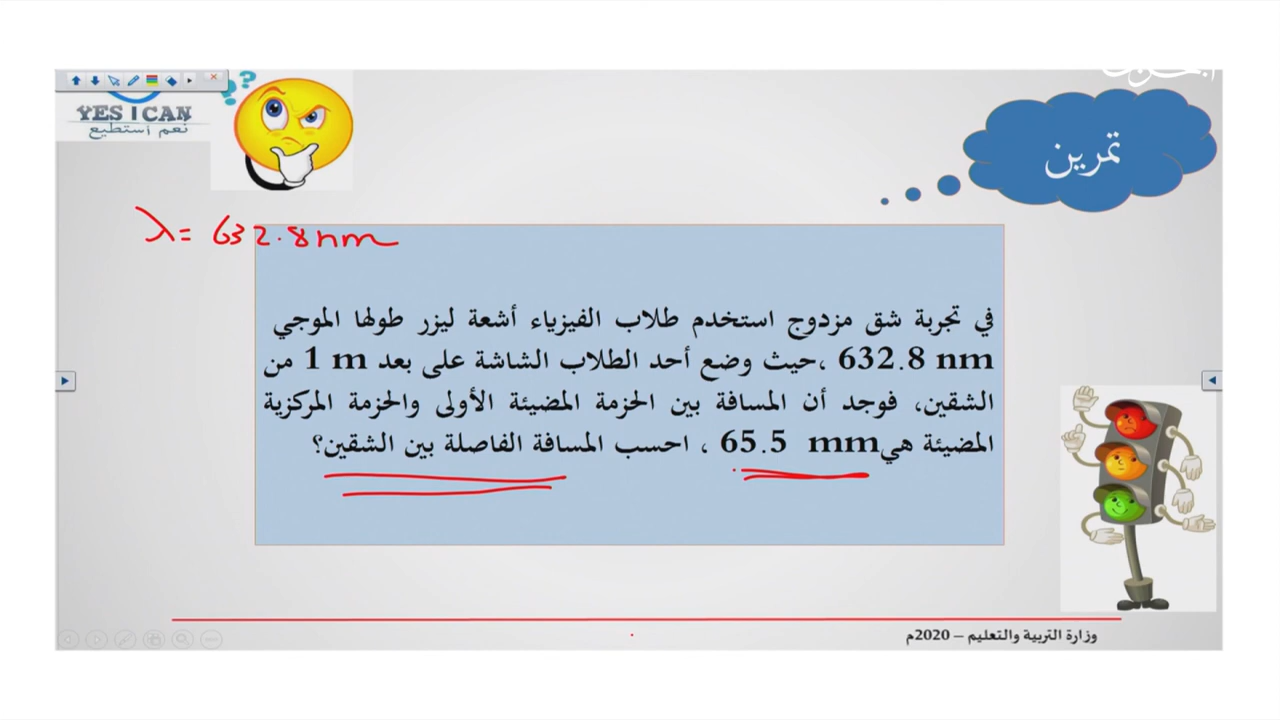 YES I CAN
نعم أستطيع
تمرين
λ= 632.8nm
في تجربة شق مزدوج استخدم طلاب الفيزياء أشعة ليزر طولها الموجي
632.8 nm ،حيث وضع أحد الطلاب الشاشة على بعد 1 m من
الشقين، فوجد أن المسافة بين الحزمة المضيئة الأولى والحزمة المركزية
المضيئة هي65.5 mm ، احسب المسافة الفاصلة بين الشقين؟
وزارة التربية والتعليم – 2020م